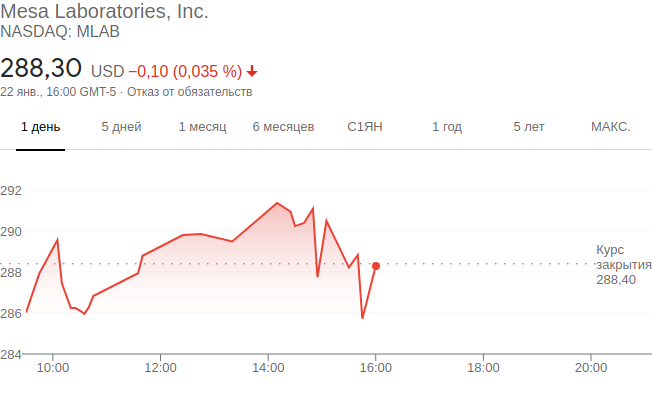 Mesa Laboratories, Inc.
NASDAQ: MLAB
288,30 USD −0,10 (0,035 %)
22 янв., 16:00 GMT-5 · Отказ от обязательств
1 день 5 дней 1 месяц 6 месяцев С1ЯН 1 год 5 лет МАКС.
292
290
Курс
закрытия
288
288,40
286
284
10:00 12:00 14:00 16:00 18:00 20:00